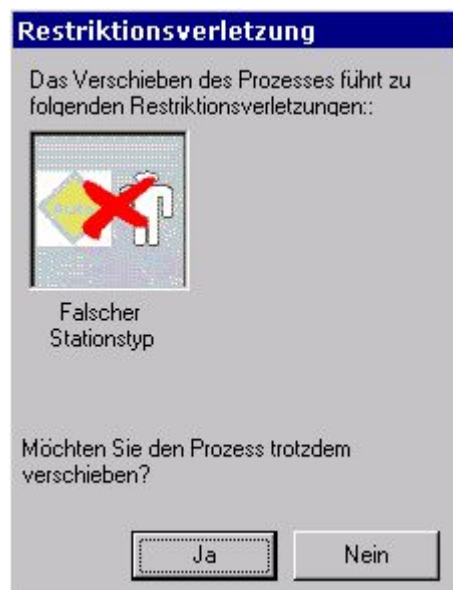 Restriktionsverletzung
Das Verschieben des Prozesses führt zu
folgenden Restriktionsverletzungen::
Auto
Falscher
Stationstyp
Möchten Sie den Prozess trotzdem
verschieben?
Ja
Nein